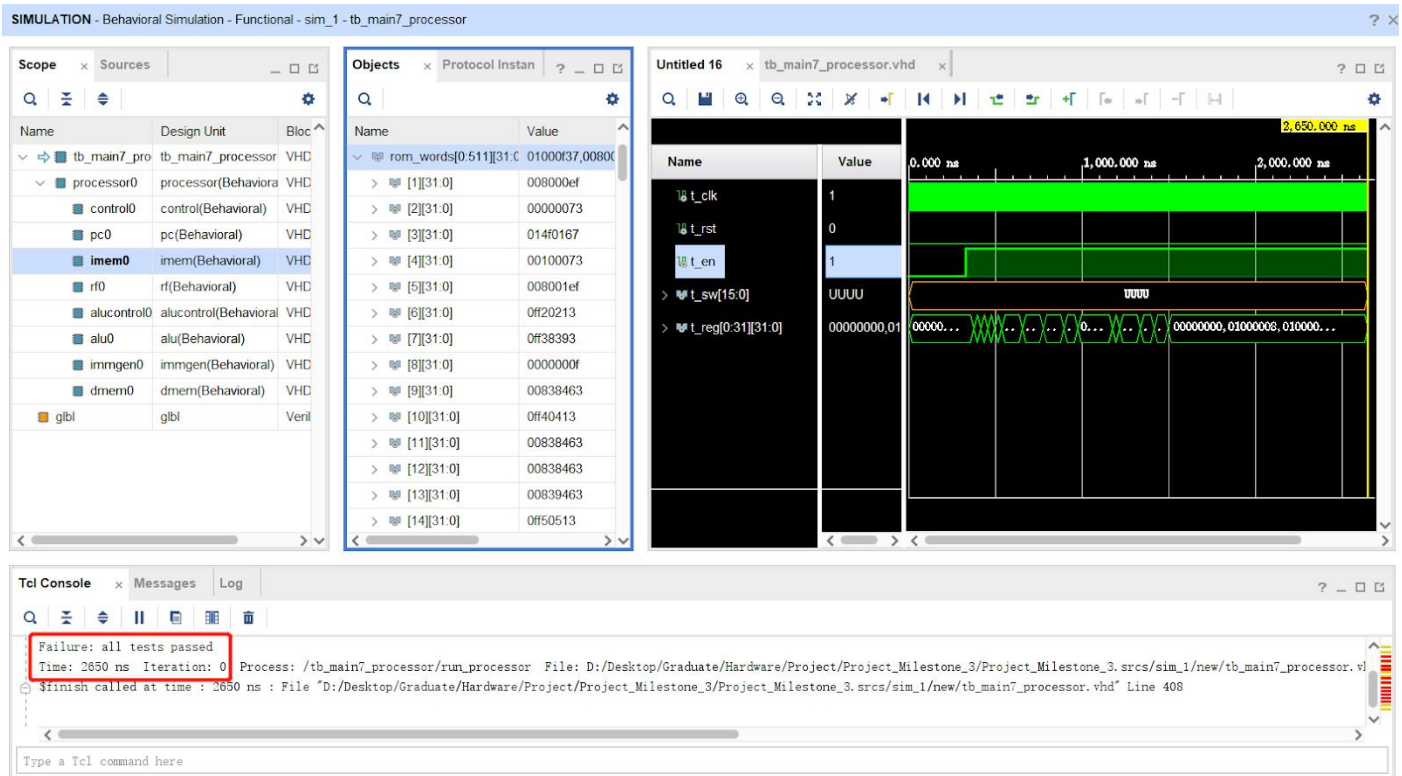 SIMULATION - Behavioral Simulation - Functional - sim_1 - tb_main7_processor
Scope Sources
Name Design Unit Bloc
tb_main7_pro tb_main7_processor VHD
processor0 processor(Behaviora VHD
control0 control(Behavioral) VHD
pc0 pc(Behavioral) VHD
imem0 imem(Behavioral) VHD
rf0 rf(Behavioral) VHD
alucontrol0 alucontrol(Behavioral VHD
alu0 alu(Behavioral) VHD
immgen0 immgen(Behavioral) VHD
dmem0 dmem(Behavioral) VHD
glbl glbl Veril
Objects Protocol Instan
Name Value
rom_words[0:511][31:0 01000f37,00800
[1][31:0] 008000ef
[2][31:0] 00000073
[3][31:0] 014f0167
[4][31:0] 00100073
[5][31:0] 008001ef
[6][31:0] 0ff20213
[7][31:0] 0ff38393
[8][31:0] 0000000f
[9][31:0] 00838463
[10][31:0] 0ff40413
[11][31:0] 00838463
[12][31:0] 00838463
[13][31:0] 00839463
[14][31:0] 0ff50513
Untitled 16 tb_main7_processor.vhd
2,650.000 ns
Name Value 0.000 ns 1,000.000 ns 2,000.000 ns
t_clk 1
t_rst 0
t_en 1
t_sw[15:0] UUUU UUUU
t_reg[0:31][31:0] 00000000,01 00000... 0... 00000000,01000008,010000...
Tcl Console Messages Log
Failure: all tests passed
Time: 2650 ns Iteration: 0 Process: /tb_main7_processor/run_processor File: D:/Desktop/Graduate/Hardware/Project/Project_Milestone_3/Project_Milestone_3.srcs/sim_1/new/tb_main7_processor.v
$finish called at time : 2650 ns : File "D:/Desktop/Graduate/Hardware/Project/Project_Milestone_3/Project_Milestone_3.srcs/sim_1/new/tb_main7_processor.vhd" Line 408
Type a Tcl command here